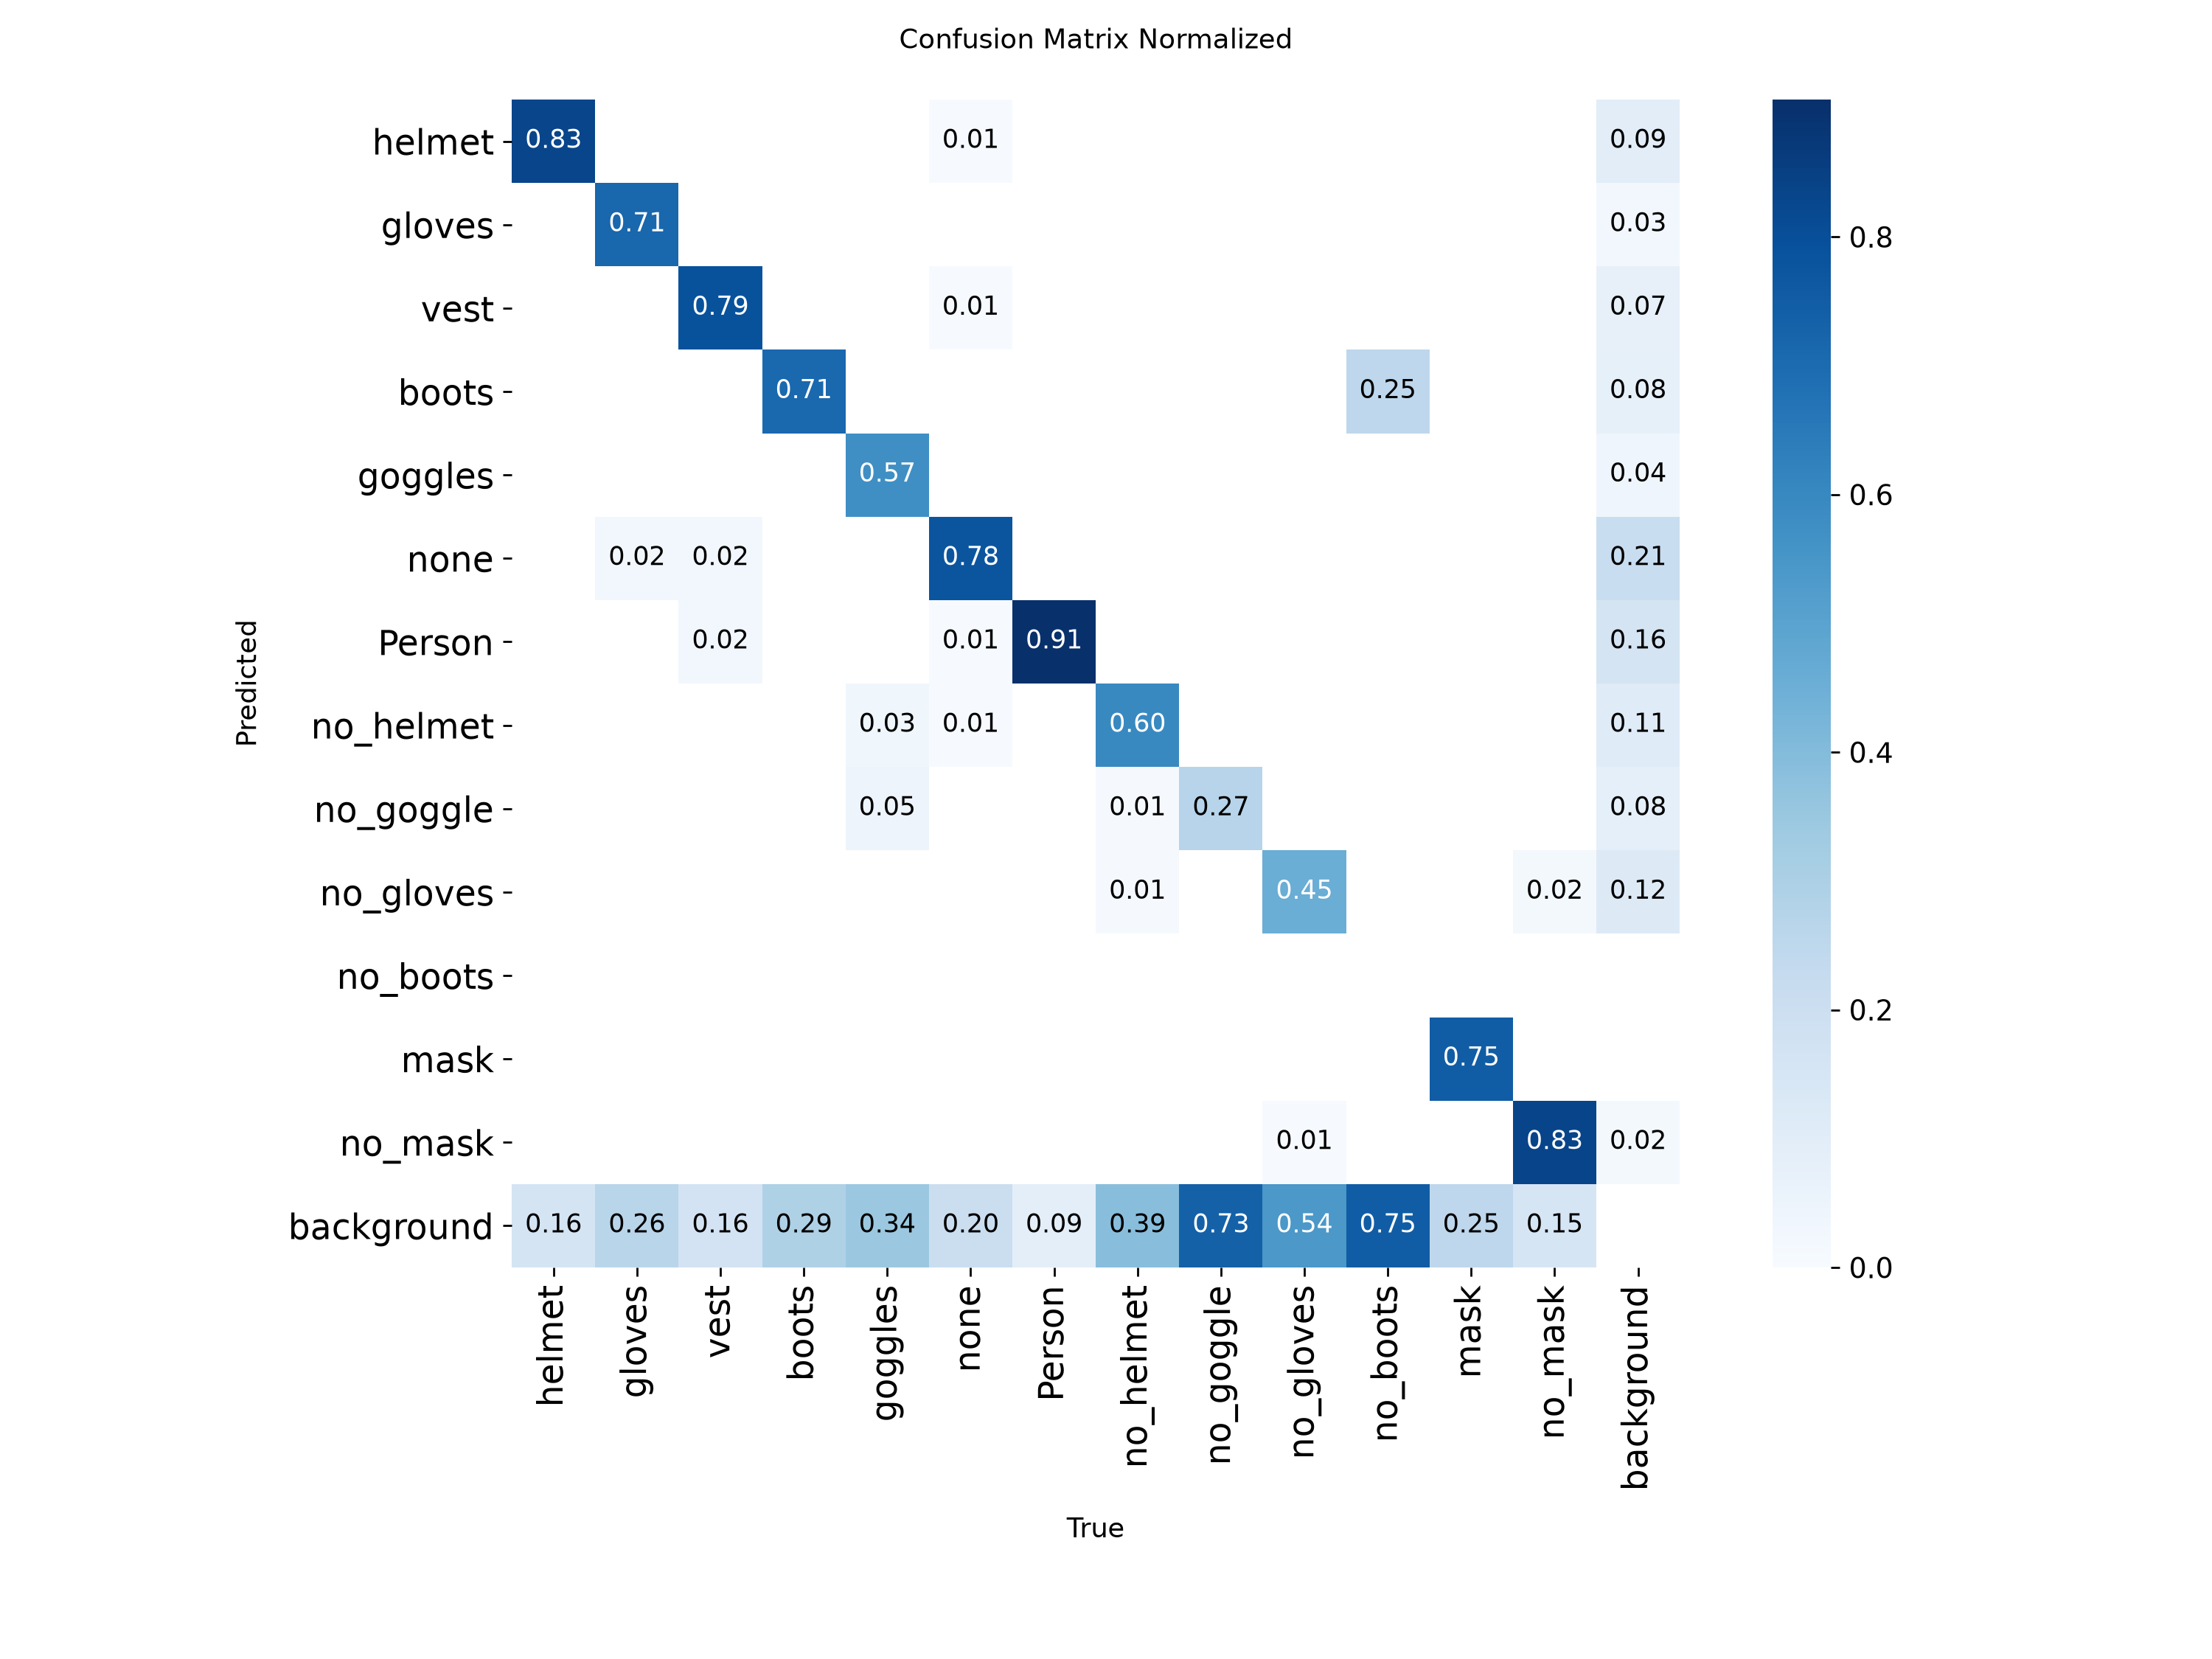 Confusion Matrix Normalized
helmet 0.83 0.01 0.09
gloves 0.71 0.03
vest 0.79 0.01 0.07
boots 0.71 0.25 0.08
goggles 0.57 0.04
none 0.02 0.02 0.78 0.21
Person 0.02 0.01 0.91 0.16
no_helmet 0.03 0.01 0.60 0.11
no_goggle 0.05 0.01 0.27 0.08
no_gloves 0.01 0.45 0.02 0.12
no_boots
mask 0.75
no_mask 0.01 0.83 0.02
background 0.16 0.26 0.16 0.29 0.34 0.20 0.09 0.39 0.73 0.54 0.75 0.25 0.15
helmet gloves vest boots goggles none Person no_helmet no_goggle no_gloves no_boots mask no_mask background
Predicted
True
0.8
0.6
0.4
0.2
0.0